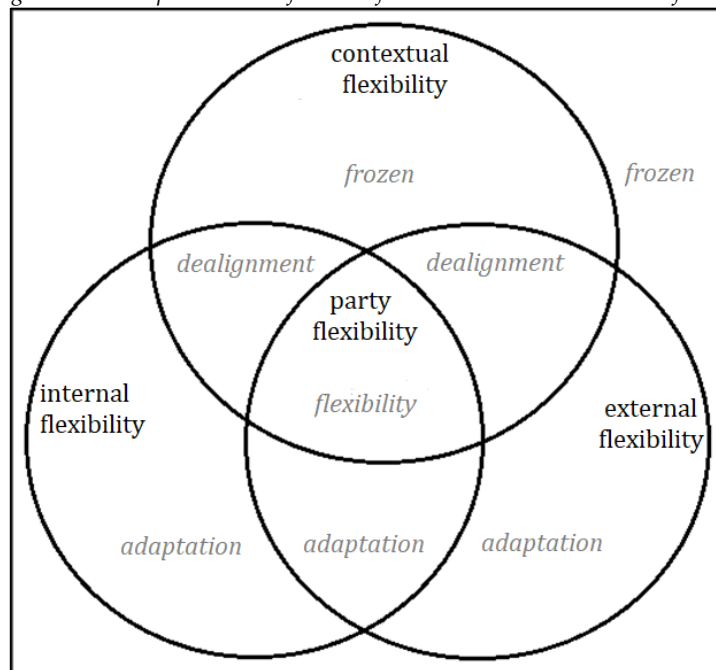 contextual
flexibility
frozen
frozen
dealignment
dealignment
party
flexibility
internal
flexibility
flexibility
external
flexibility
adaptation
adaptation
adaptation